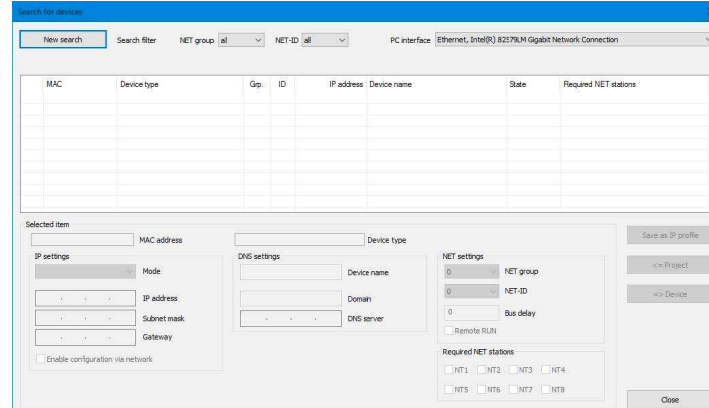 Search for devices
New search Search filter NET group all NET-ID all PC interface Ethernet, Intel(R) 82579LM Gigabit Network Connection
MAC Device type Grp. ID IP address Device name State Required NET stations
Selected item
MAC address Device type
IP settings DNS settings NET settings
Mode Device name 0 NET group
IP address Domain 0 NET-ID
Subnet mask DNS server 0 Bus delay
Gateway Remote RUN
Enable configuration via network
Required NET stations
NT1 NT2 NT3 NT4
NT5 NT6 NT7 NT8
Save as IP profile
<= Project
=> Device
Close